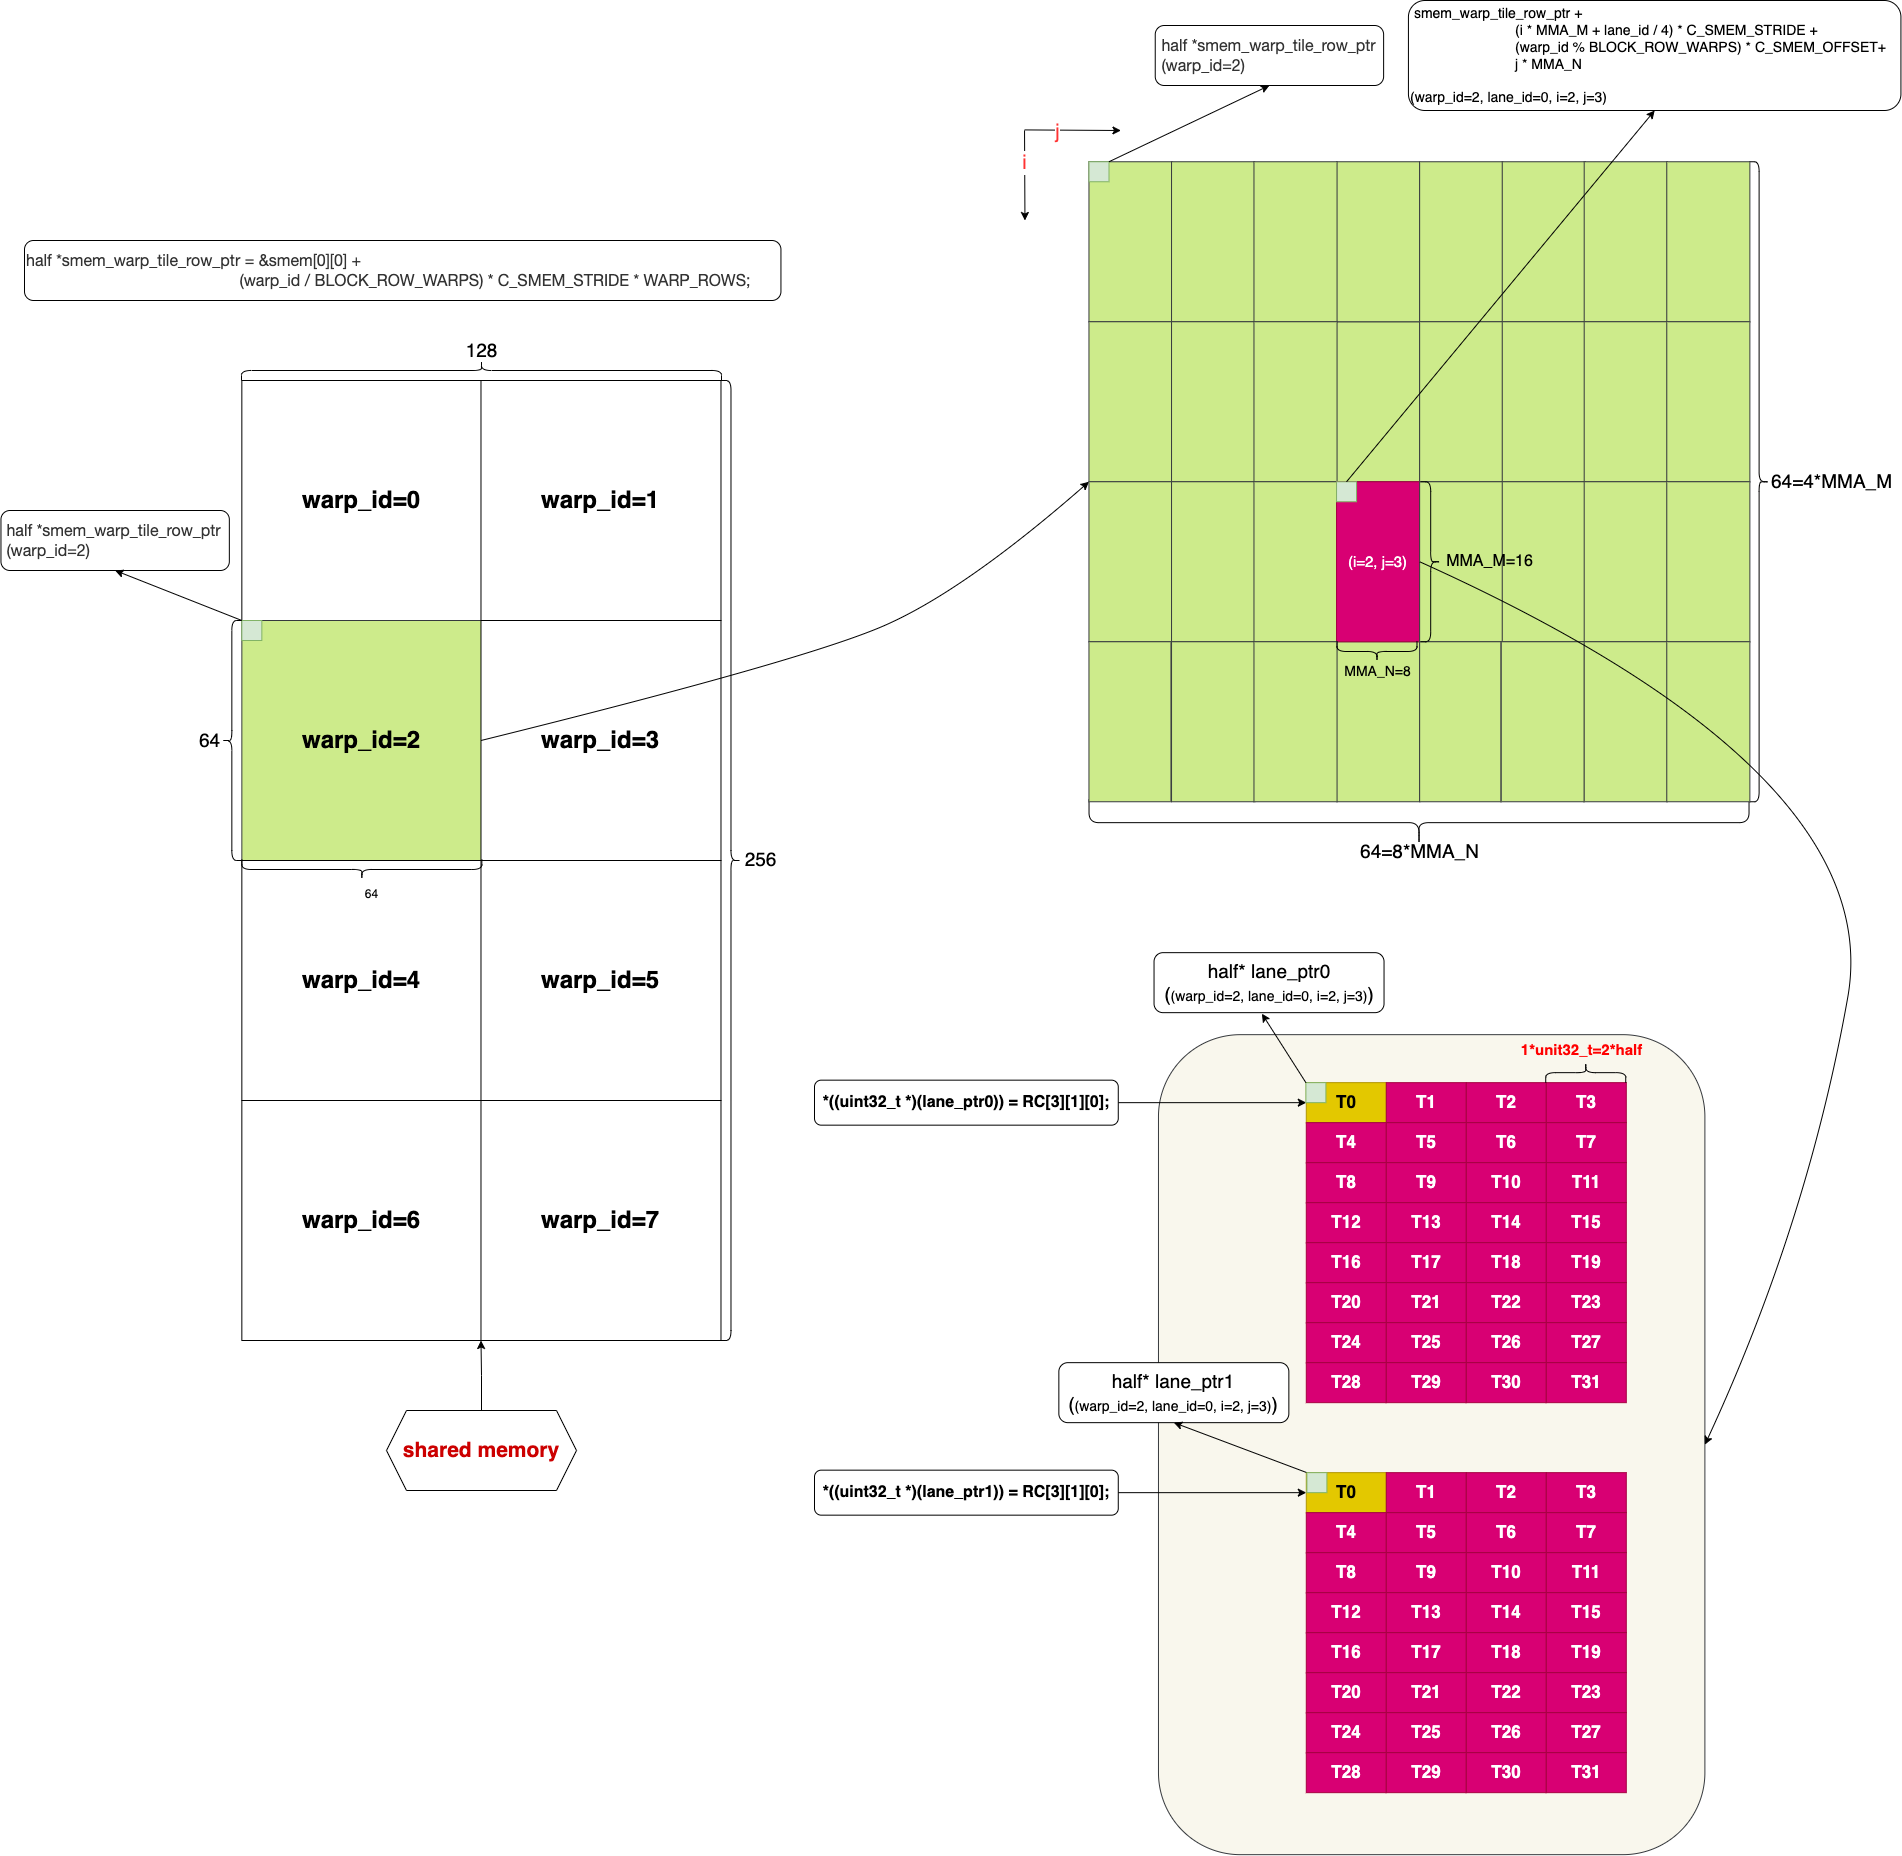 smem_warp_tile_row_ptr +
(i * MMA_M + lane_id / 4) * C_SMEM_STRIDE +
(warp_id % BLOCK_ROW_WARPS) * C_SMEM_OFFSET+
j * MMA_N
(warp_id=2, lane_id=0, i=2, j=3)
half *smem_warp_tile_row_ptr
(warp_id=2)
j
i
half *smem_warp_tile_row_ptr = &smem[0][0] +
(warp_id / BLOCK_ROW_WARPS) * C_SMEM_STRIDE * WARP_ROWS;
128
warp_id=0
warp_id=1
half *smem_warp_tile_row_ptr
(warp_id=2)
64
warp_id=2
warp_id=3
64
256
warp_id=4
warp_id=5
warp_id=6
warp_id=7
shared memory
64=4*MMA_M
(i=2, j=3)
MMA_M=16
MMA_N=8
64=8*MMA_N
half* lane_ptr0
((warp_id=2, lane_id=0, i=2, j=3))
1*unit32_t=2*half
*((uint32_t *)(lane_ptr0)) = RC[3][1][0];
T0 T1 T2 T3
T4 T5 T6 T7
T8 T9 T10 T11
T12 T13 T14 T15
T16 T17 T18 T19
T20 T21 T22 T23
T24 T25 T26 T27
T28 T29 T30 T31
half* lane_ptr1
((warp_id=2, lane_id=0, i=2, j=3))
*((uint32_t *)(lane_ptr1)) = RC[3][1][0];
T0 T1 T2 T3
T4 T5 T6 T7
T8 T9 T10 T11
T12 T13 T14 T15
T16 T17 T18 T19
T20 T21 T22 T23
T24 T25 T26 T27
T28 T29 T30 T31